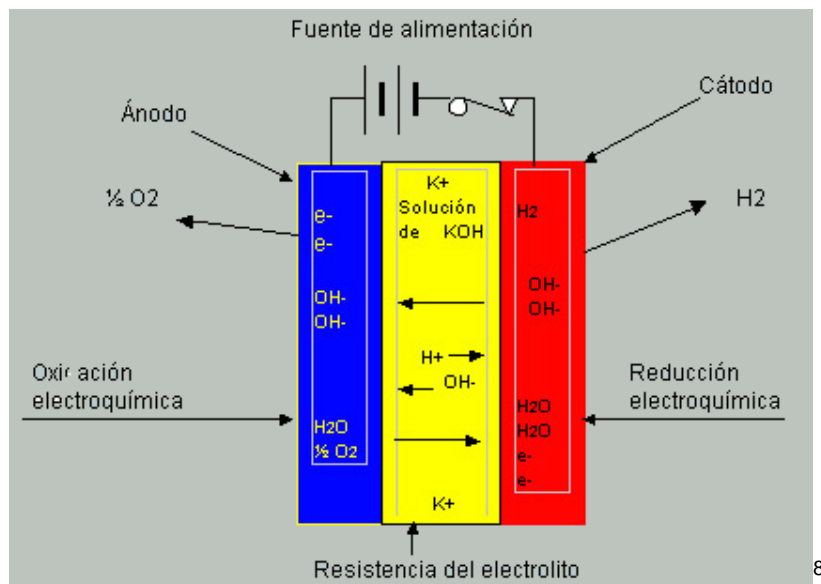 Fuente de alimentación
Ánodo
Cátodo
½ O2
H2
K+
Solución
de KOH
e-
e-
H2
OH-
OH-
OH-
OH-
H+
OH-
Reducción
electroquímica
electroquímica
H2O
½ O2
H2O
H2O
e-
e-
K+
Resistencia del electrolito
8